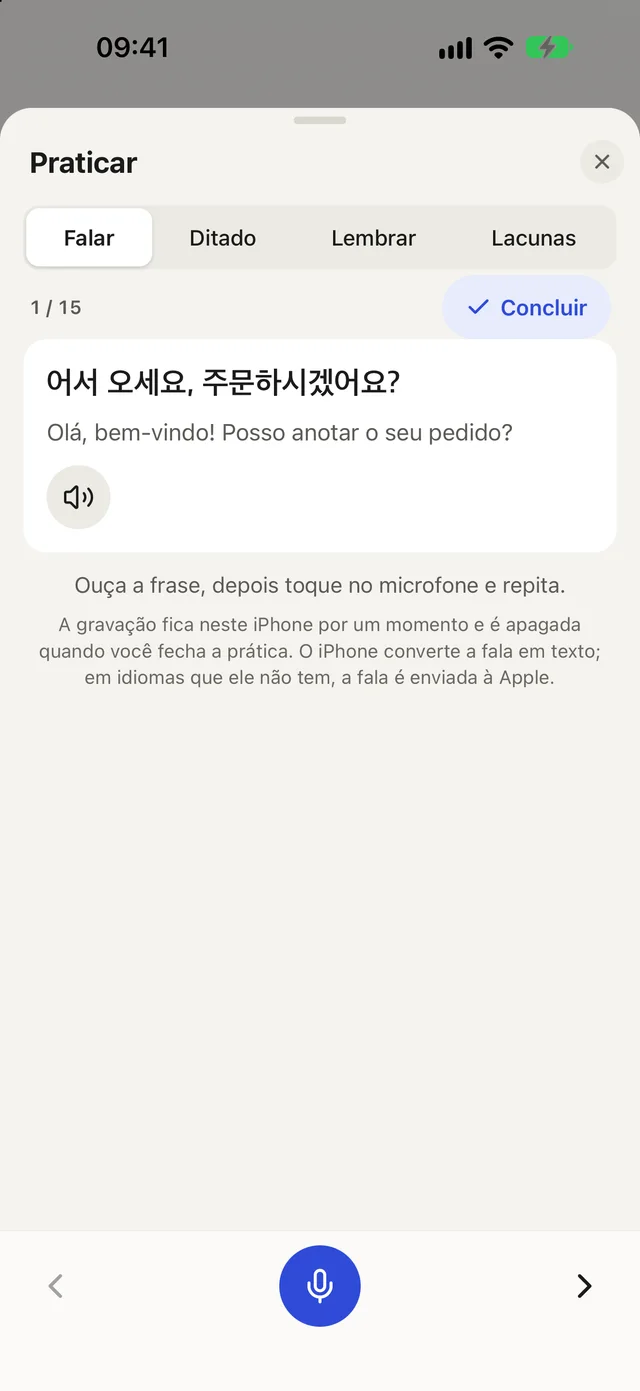 09:41
Praticar
Falar
Ditado
Lembrar
Lacunas
1 / 15
Concluir
어서 오세요, 주문하시겠어요?
Olá, bem-vindo! Posso anotar o seu pedido?
Ouça a frase, depois toque no microfone e repita.
A gravação fica neste iPhone por um momento e é apagada
quando você fecha a prática. O iPhone converte a fala em texto;
em idiomas que ele não tem, a fala é enviada à Apple.